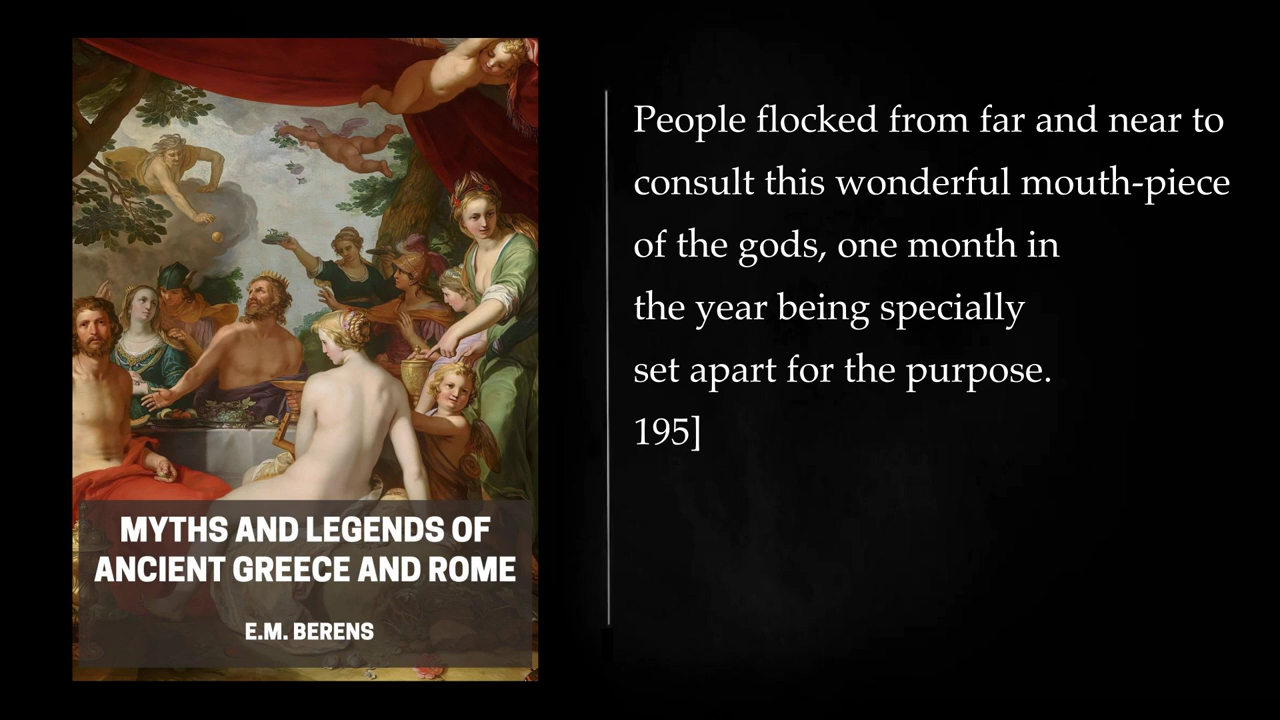 MYTHS AND LEGENDS OF
ANCIENT GREECE AND ROME
E.M. BERENS
People flocked from far and near to
consult this wonderful mouth-piece
of the gods, one month in
the year being specially
set apart for the purpose.
195]